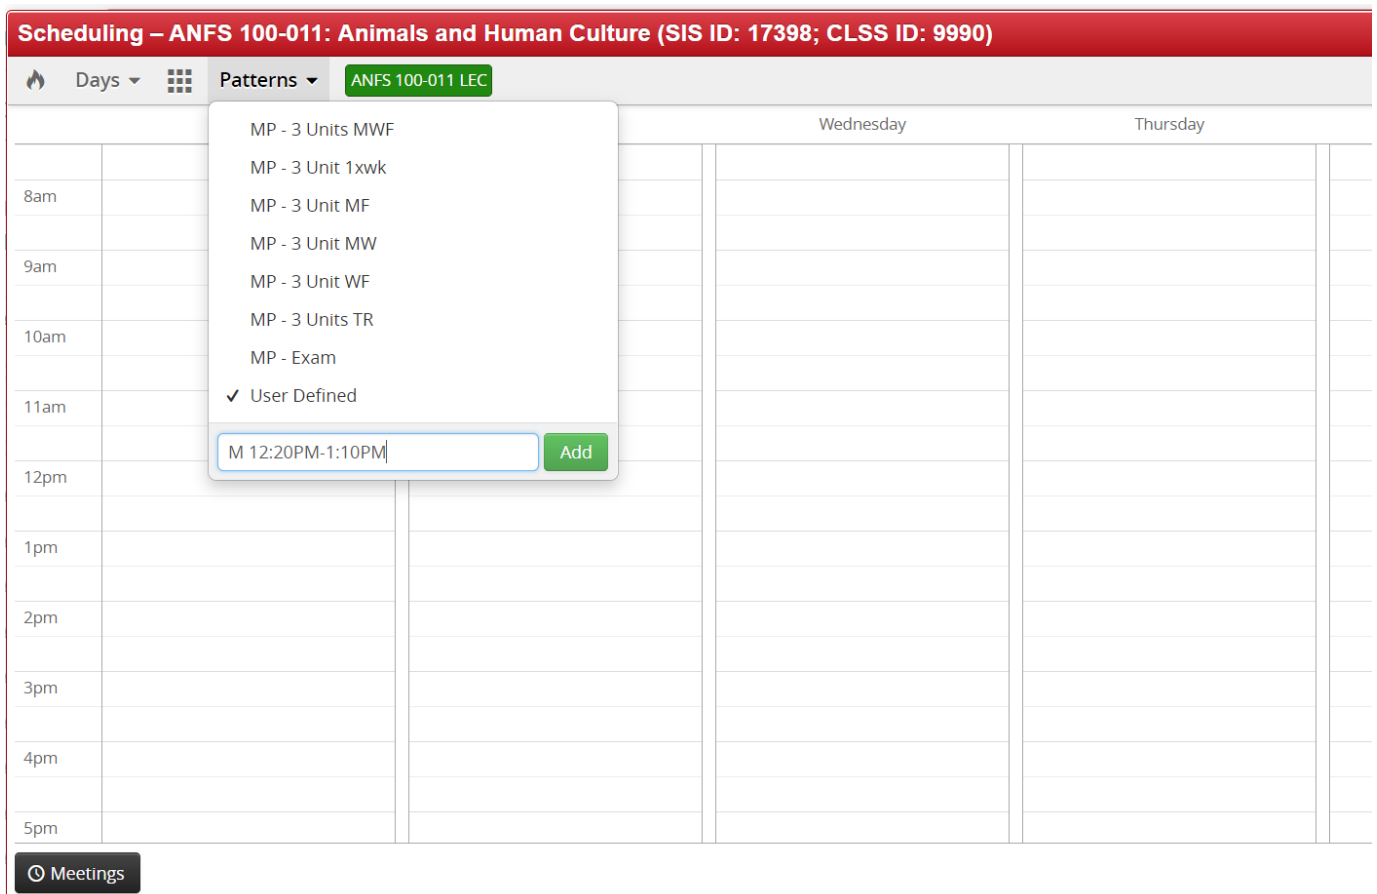 Scheduling – ANFS 100-011: Animals and Human Culture (SIS ID: 17398; CLSS ID: 9990)
Days Patterns ANFS 100-011 LEC
Wednesday Thursday
MP - 3 Units MWF
MP - 3 Unit 1xwk
MP - 3 Unit MF
MP - 3 Unit MW
MP - 3 Unit WF
MP - 3 Units TR
MP - Exam
User Defined
M 12:20PM-1:10PM Add
8am
9am
10am
11am
12pm
1pm
2pm
3pm
4pm
5pm
Meetings